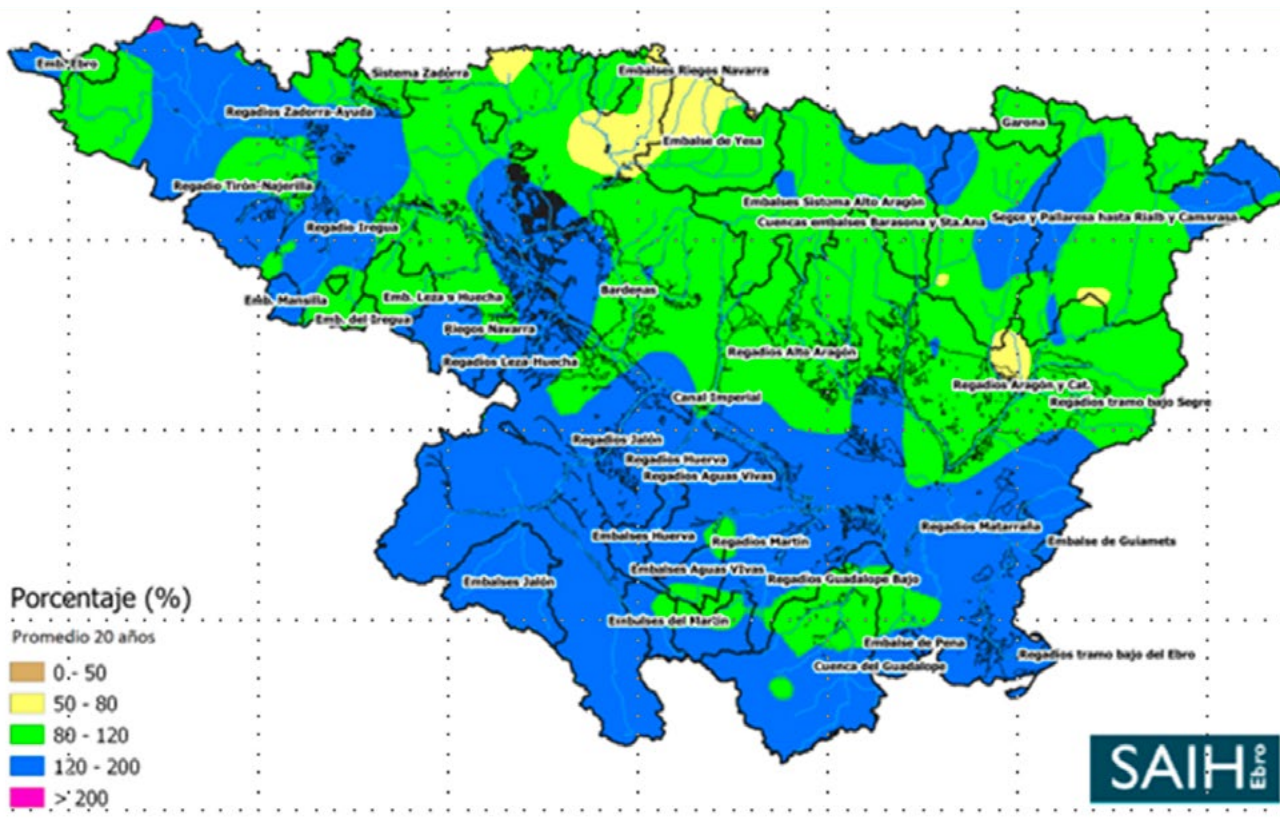 Emb. Ebro
Sistema Zadorra
Embalses Riegos Navarra
Regadíos Zadorra-Ayuda
Garona
Embalse de Yesa
Regadío Tirón-Najerilla
Embalses Sistema Alto Aragón
Cuencas embalses Barasona y Sta.Ana
Segre y Pallaresa hasta Rialb y Camarasa
Regadío Iregua
Bardenas
Emb. Mansilla
Emb. Leza a Huecha
Emb. del Iregua
Riegos Navarra
Regadíos Leza-Huecha
Regadíos Alto Aragón
Regadíos Aragón y Cat.
Canal Imperial
Regadíos tramo bajo Segre
Regadíos Jalón
Regadíos Huerva
Regadíos Aguas Vivas
Regadíos Matarraña
Embalses Huerva
Regadíos Martín
Embalse de Guiamets
Embalses Aguas VIvas
Regadíos Guadalope Bajo
Embalses Jalón
Embalses del Martín
Embalse de Pena
Regadíos tramo bajo del Ebro
Cuenca del Guadalope
Porcentaje (%)
Promedio 20 años
0.- 50
50 - 80
80 - 120
120 - 200
> 200
SAIH Ebro